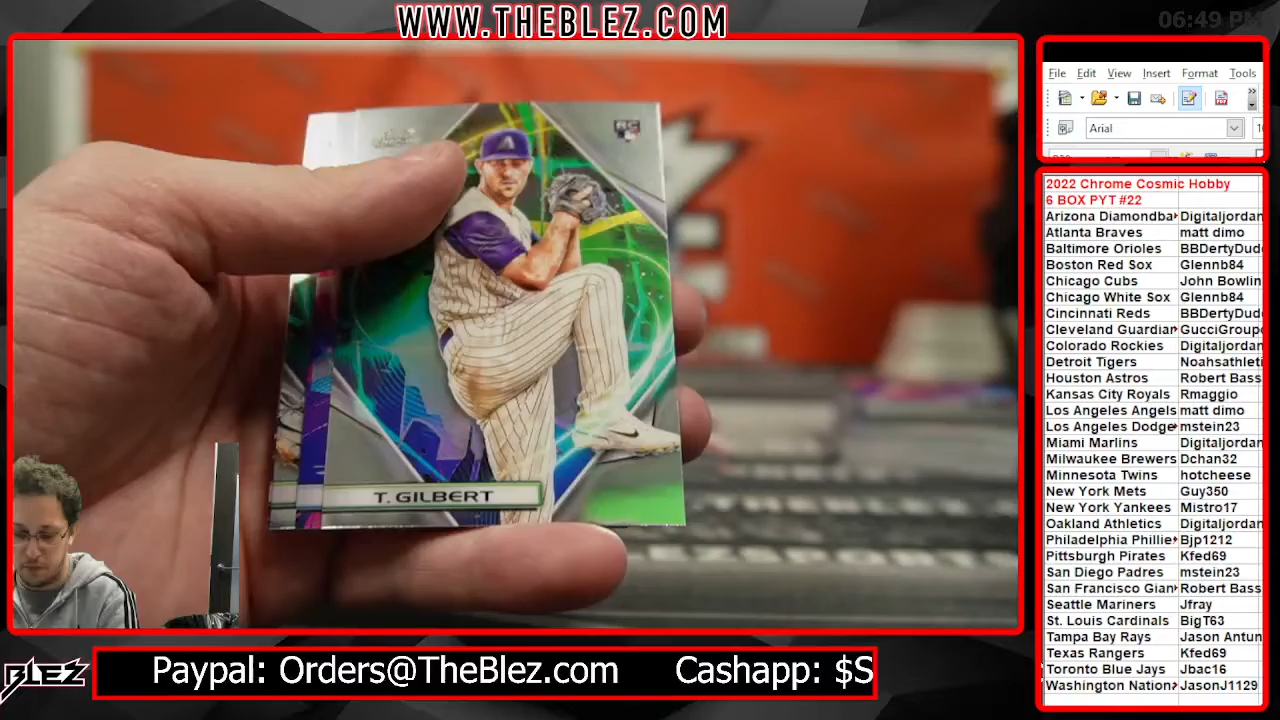 WWW.THEBLEZ.COM
06:49 PM
File Edit View Insert Format Tools
Arial
2022 Chrome Cosmic Hobby
6 BOX PYT #22
Arizona Diamondba Digitaljordan
Atlanta Braves matt dimo
Baltimore Orioles BBDertyDude
Boston Red Sox Glennb84
Chicago Cubs John Bowlin
Chicago White Sox Glennb84
Cincinnati Reds BBDertyDude
Cleveland Guardian GucciGroup
Colorado Rockies Digitaljordan
Detroit Tigers Noahsathleti
Houston Astros Robert Bass
Kansas City Royals Rmaggio
Los Angeles Angels matt dimo
Los Angeles Dodge mstein23
Miami Marlins Digitaljordan
Milwaukee Brewers Dchan32
Minnesota Twins hotcheese
New York Mets Guy350
New York Yankees Mistro17
Oakland Athletics Digitaljordan
Philadelphia Phillie Bjp1212
Pittsburgh Pirates Kfed69
San Diego Padres mstein23
San Francisco Gian Robert Bass
Seattle Mariners Jfray
St. Louis Cardinals BigT63
Tampa Bay Rays Jason Antun
Texas Rangers Kfed69
Toronto Blue Jays Jbac16
Washington Nation JasonJ1129
RC
A
T. GILBERT
BLEZ
Paypal: Orders@TheBlez.com Cashapp: $S